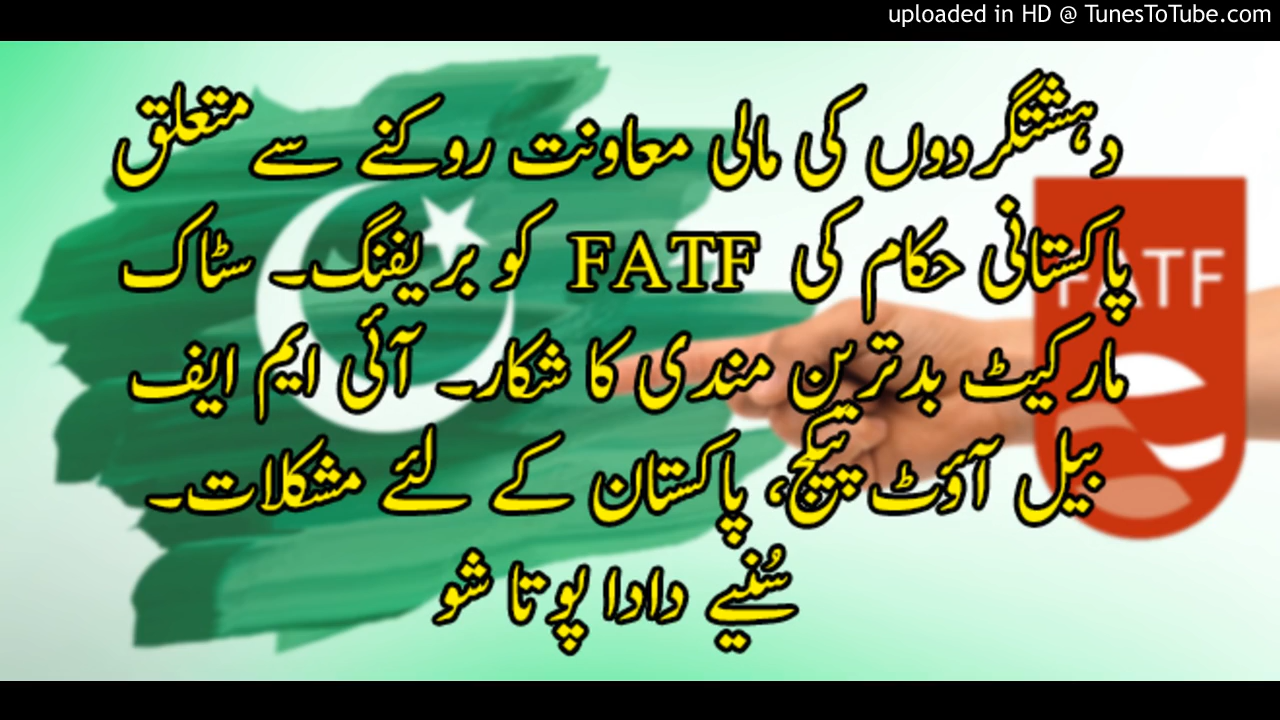 uploaded in HD @ TunesToTube.com
دہشتگردوں کی مالی معاونت روکنے سے متعلق
پاکستانی حکام کی FATF کو بریفنگ۔ سٹاک
مارکیٹ بدترین مندی کا شکار۔ آئی ایم ایف
بیل آؤٹ پیکج، پاکستان کے لئے مشکلات۔
سُنیے دادا پوتا شو
FATF